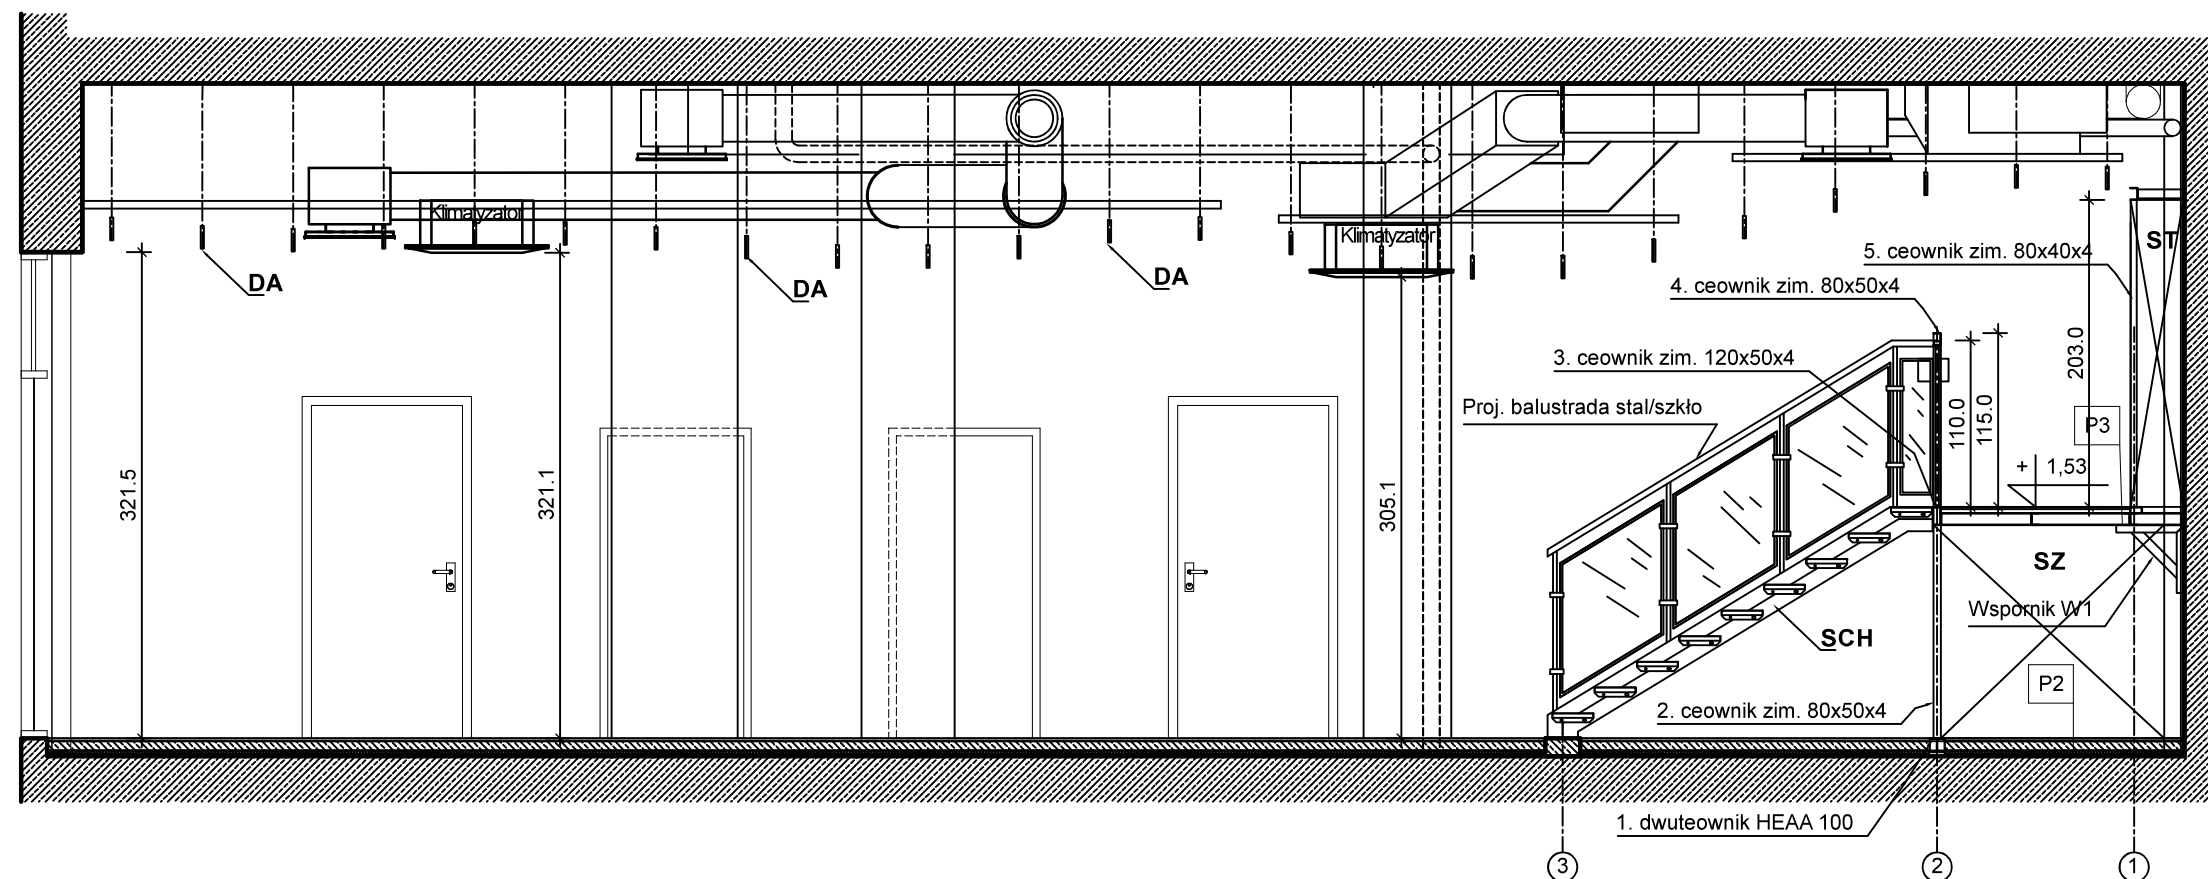 Klimatyzator
Klimatyzator
ST
5. ceownik zim. 80x40x4
DA
DA
DA
4. ceownik zim. 80x50x4
3. ceownik zim. 120x50x4
203.0
Proj. balustrada stal/szkło
110.0
115.0
P3
+ 1,53
321.5
321.1
305.1
SZ
Wspornik W1
SCH
P2
2. ceownik zim. 80x50x4
1. dwuteownik HEAA 100
3
2
1